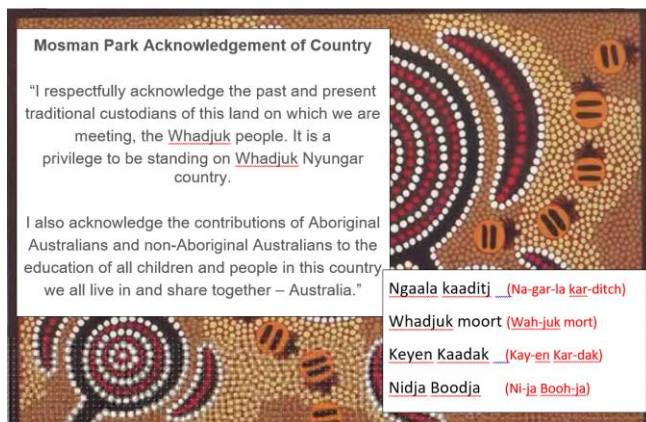 Mosman Park Acknowledgement of Country
“I respectfully acknowledge the past and present
traditional custodians of this land on which we are
meeting, the Whadjuk people. It is a
privilege to be standing on Whadjuk Nyungar
country.
I also acknowledge the contributions of Aboriginal
Australians and non-Aboriginal Australians to the
education of all children and people in this country
we all live in and share together – Australia.”
Ngaala kaaditj (Na-gar-la kar-ditch)
Whadjuk moort (Wah-juk mort)
Keyen Kaadak (Kay-en Kar-dak)
Nidja Boodja (Ni-ja Booh-ja)